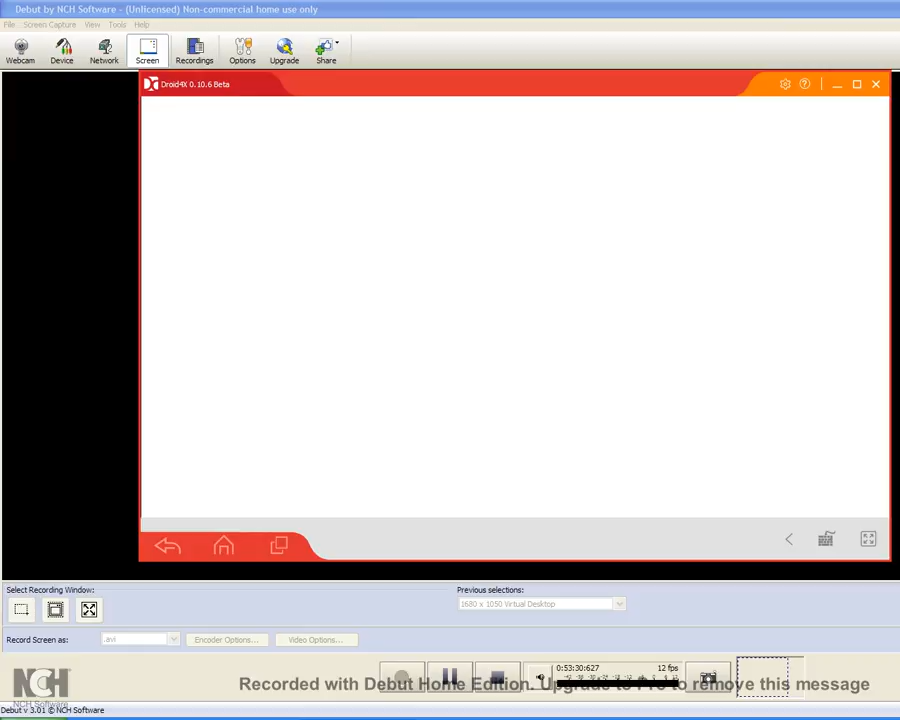 Debut by NCH Software - (Unlicensed) Non-commercial home use only
File Screen Capture View Tools Help
Webcam Device Network Screen Recordings Options Upgrade Share
Droid4X 0.10.6 Beta
Select Recording Window:
Previous selections:
1680 x 1050 Virtual Desktop
Record Screen as: .avi Encoder Options... Video Options...
0:53:30:627 12 fps
NCH
Recorded with Debut Home Edition. Upgrade to Pro to remove this message
NCH Software
Debut v 3.01 © NCH Software